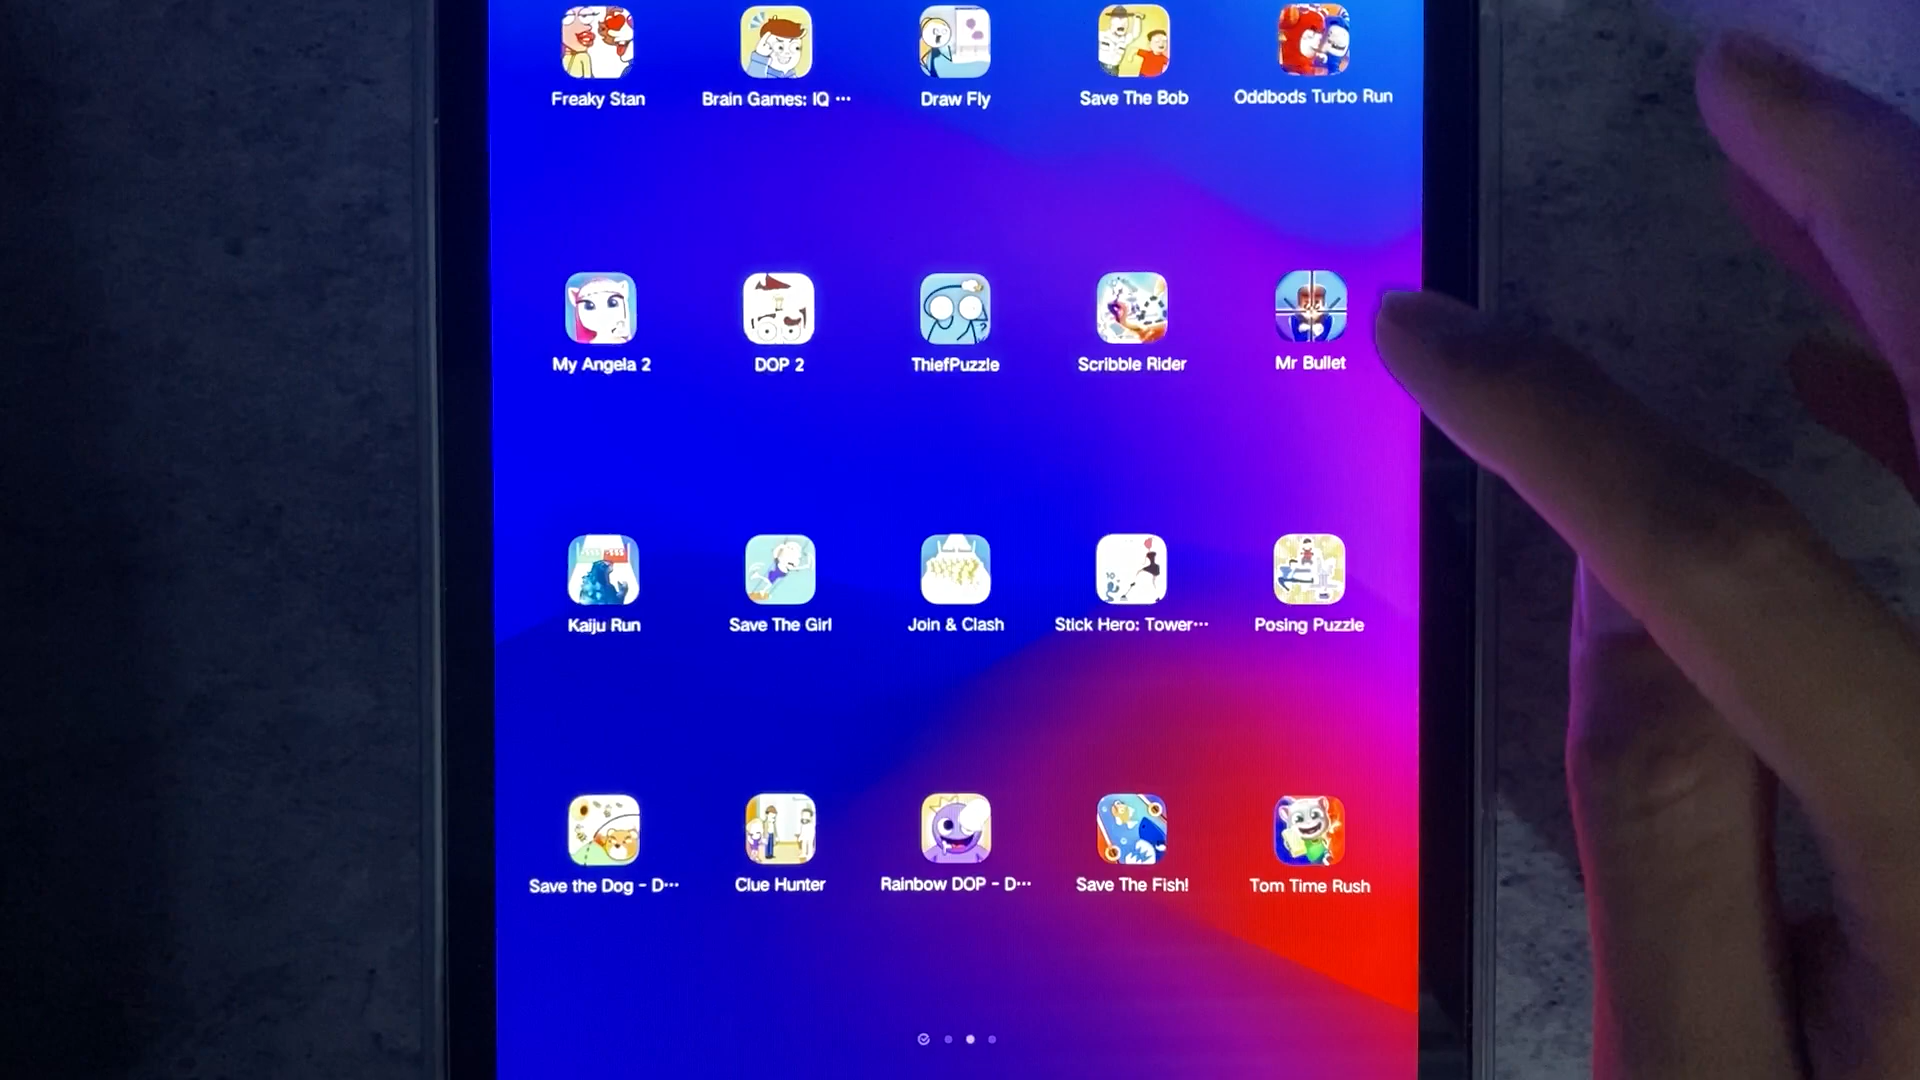 Freaky Stan
Brain Games: IQ ···
Draw Fly
Save The Bob
Oddbods Turbo Run
My Angela 2
DOP 2
ThiefPuzzle
Scribble Rider
Mr Bullet
Kaiju Run
Save The Girl
Join & Clash
Stick Hero: Tower···
Posing Puzzle
Save the Dog - D···
Clue Hunter
Rainbow DOP - D···
Save The Fish!
Tom Time Rush